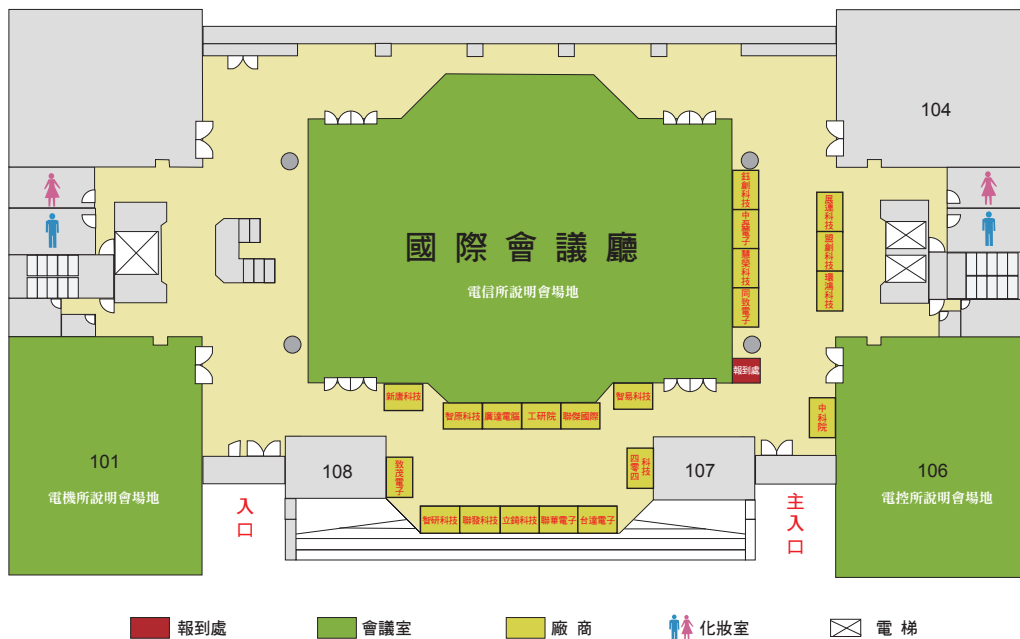 104
鈺創科技
中磊電子
慧榮科技
同致電子
晨達科技
盟創科技
環鴻科技
國際會議廳
電信所說明會場地
報到處
新唐科技
智易科技
智原科技
廣達電腦
工研院
聯傑國際
中科院
101
電機所說明會場地
108
致茂電子
四零四科技
107
106
電控所說明會場地
入口
主入口
智研科技
聯發科技
立錡科技
聯華電子
台達電子
報到處
會議室
廠商
化妝室
電梯